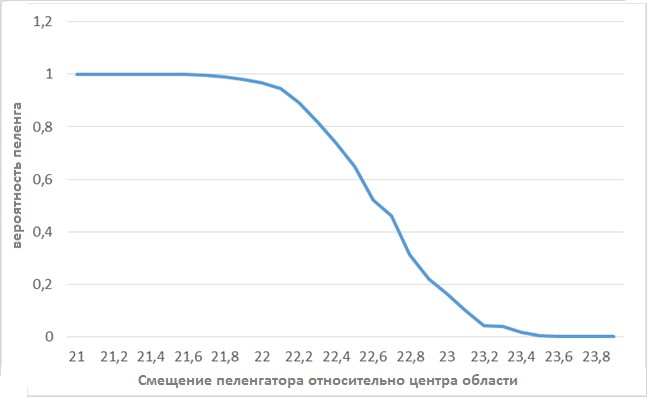 1,2
1
0,8
0,6
0,4
0,2
0
вероятность пеленга
21 21,2 21,4 21,6 21,8 22 22,2 22,4 22,6 22,8 23 23,2 23,4 23,6 23,8
Смещение пеленгатора относительно центра области